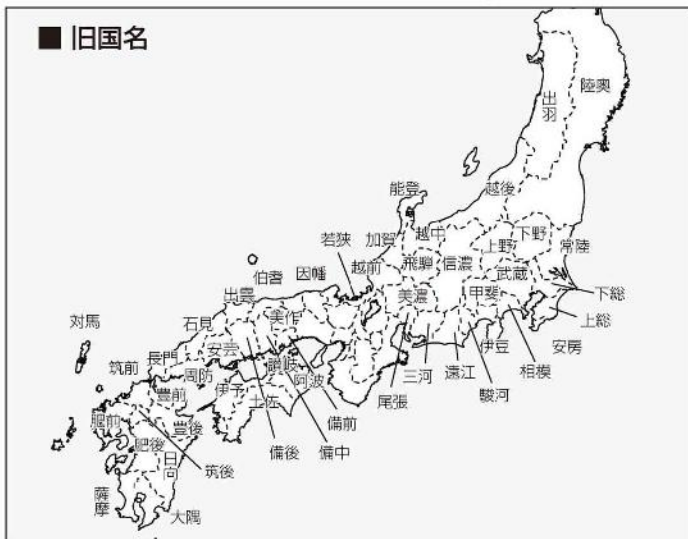 ■ 旧国名
陸奥
出羽
能登
越後
若狭
加賀
越中
上野
下野
常陸
越前
飛騨
信濃
武蔵
伯耆
因幡
出雲
美濃
甲斐
下総
対馬
石見
美作
上総
筑前
長門
安芸
讃岐
伊豆
安房
周防
伊予
阿波
三河
遠江
相模
豊前
土佐
尾張
駿河
肥前
備前
豊後
肥後
備後
備中
日向
筑後
薩摩
大隅